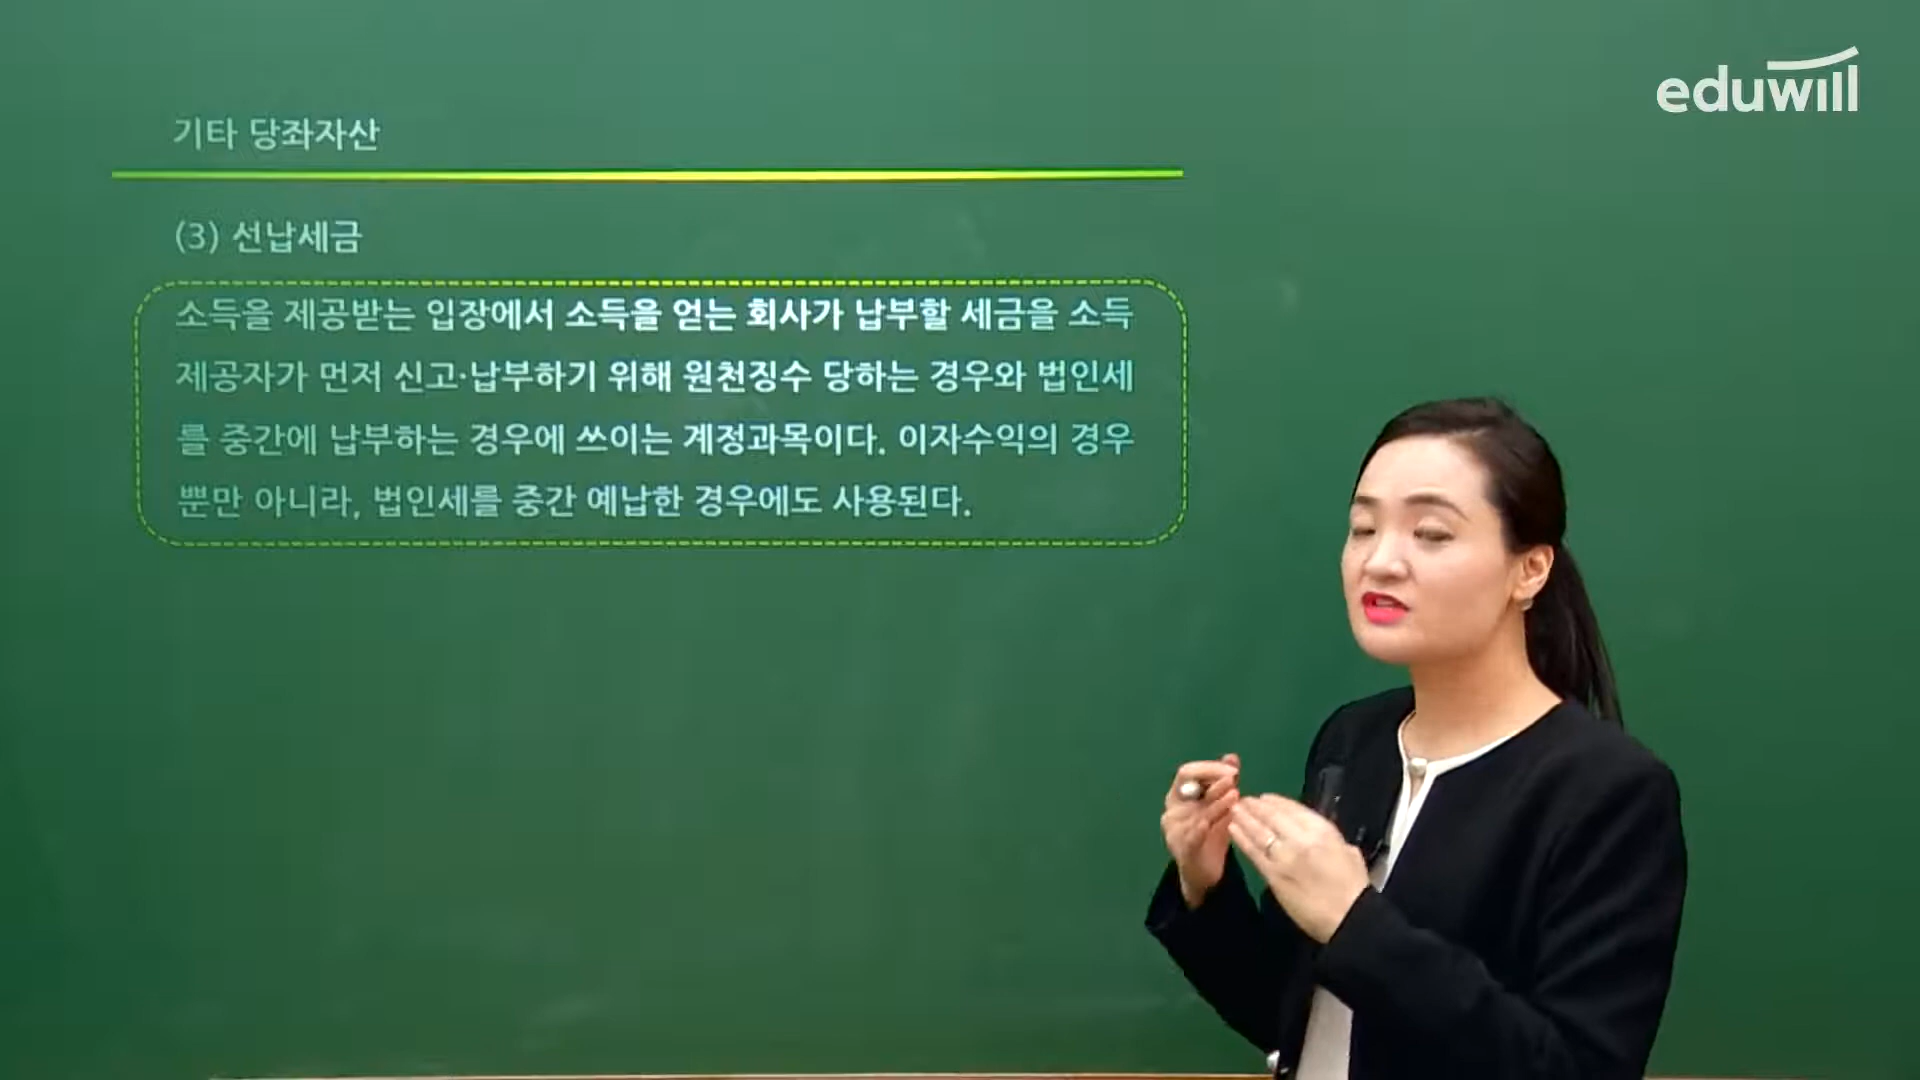 eduwill
기타 당좌자산
(3) 선납세금
소득을 제공받는 입장에서 소득을 얻는 회사가 납부할 세금을 소득
제공자가 먼저 신고·납부하기 위해 원천징수 당하는 경우와 법인세
를 중간에 납부하는 경우에 쓰이는 계정과목이다. 이자수익의 경우
뿐만 아니라, 법인세를 중간 예납한 경우에도 사용된다.